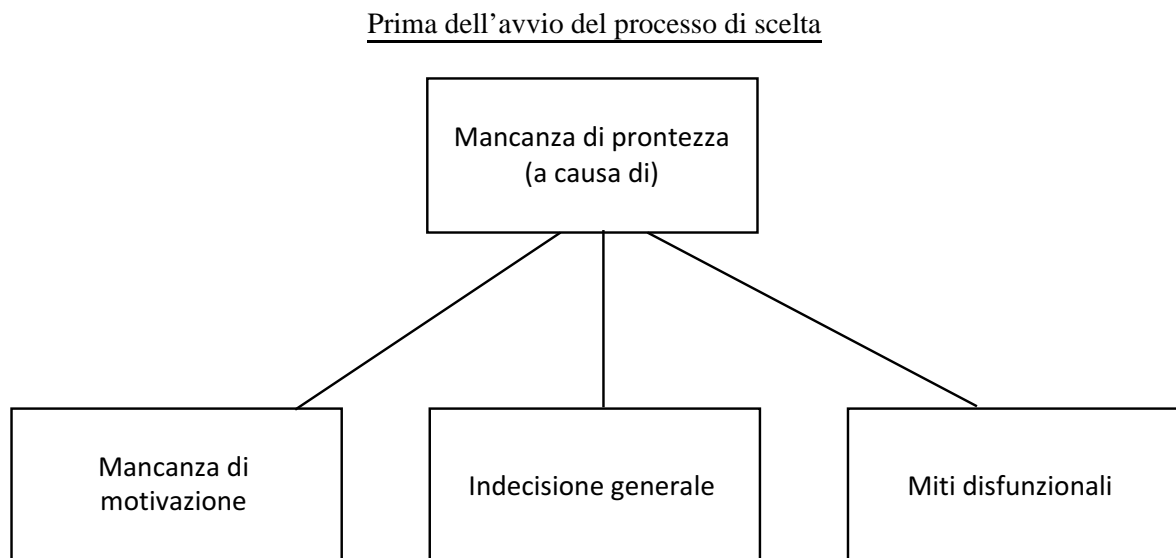 Prima dell’avvio del processo di scelta
Mancanza di prontezza
(a causa di)
Mancanza di
motivazione
Indecisione generale
Miti disfunzionali